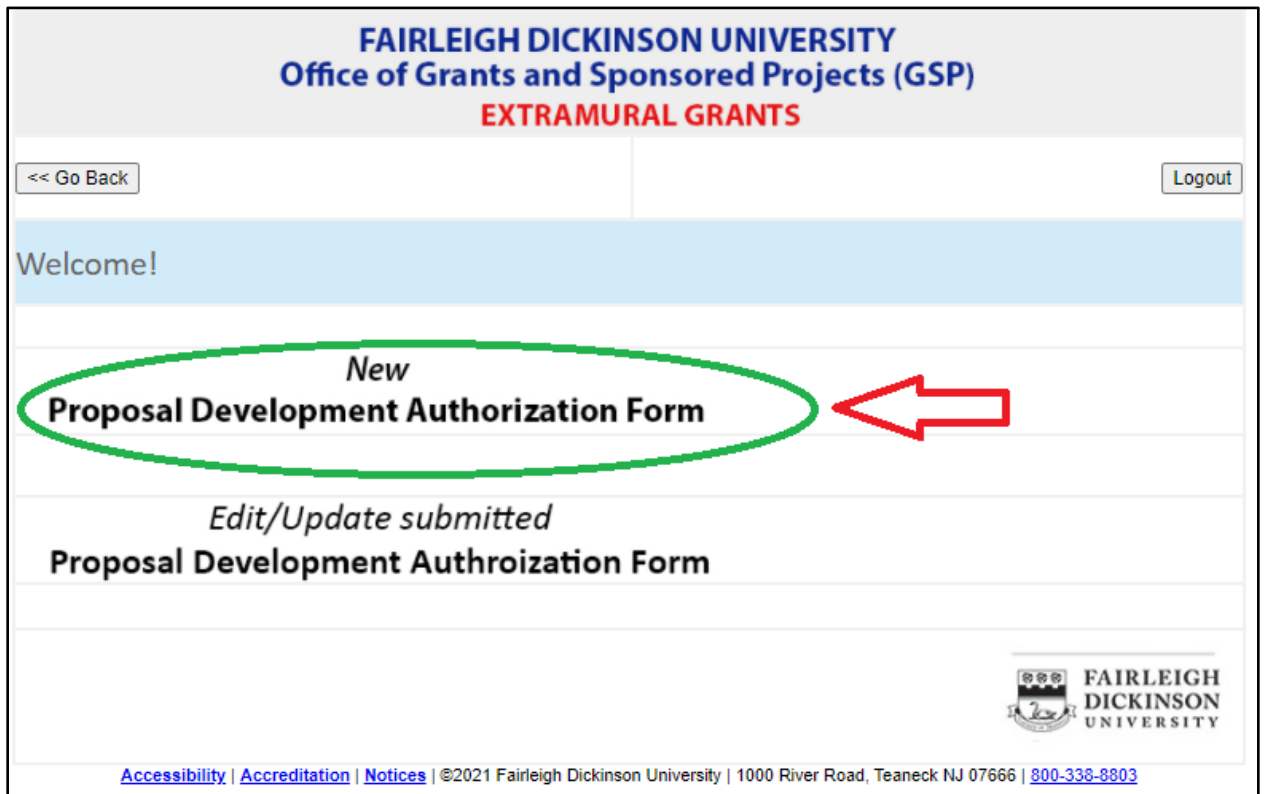 FAIRLEIGH DICKINSON UNIVERSITY
Office of Grants and Sponsored Projects (GSP)
EXTRAMURAL GRANTS
<< Go Back
Logout
Welcome!
New
Proposal Development Authorization Form
Edit/Update submitted
Proposal Development Authroization Form
FAIRLEIGH
DICKINSON
UNIVERSITY
Accessibility | Accreditation | Notices | ©2021 Fairleigh Dickinson University | 1000 River Road, Teaneck NJ 07666 | 800-338-8803